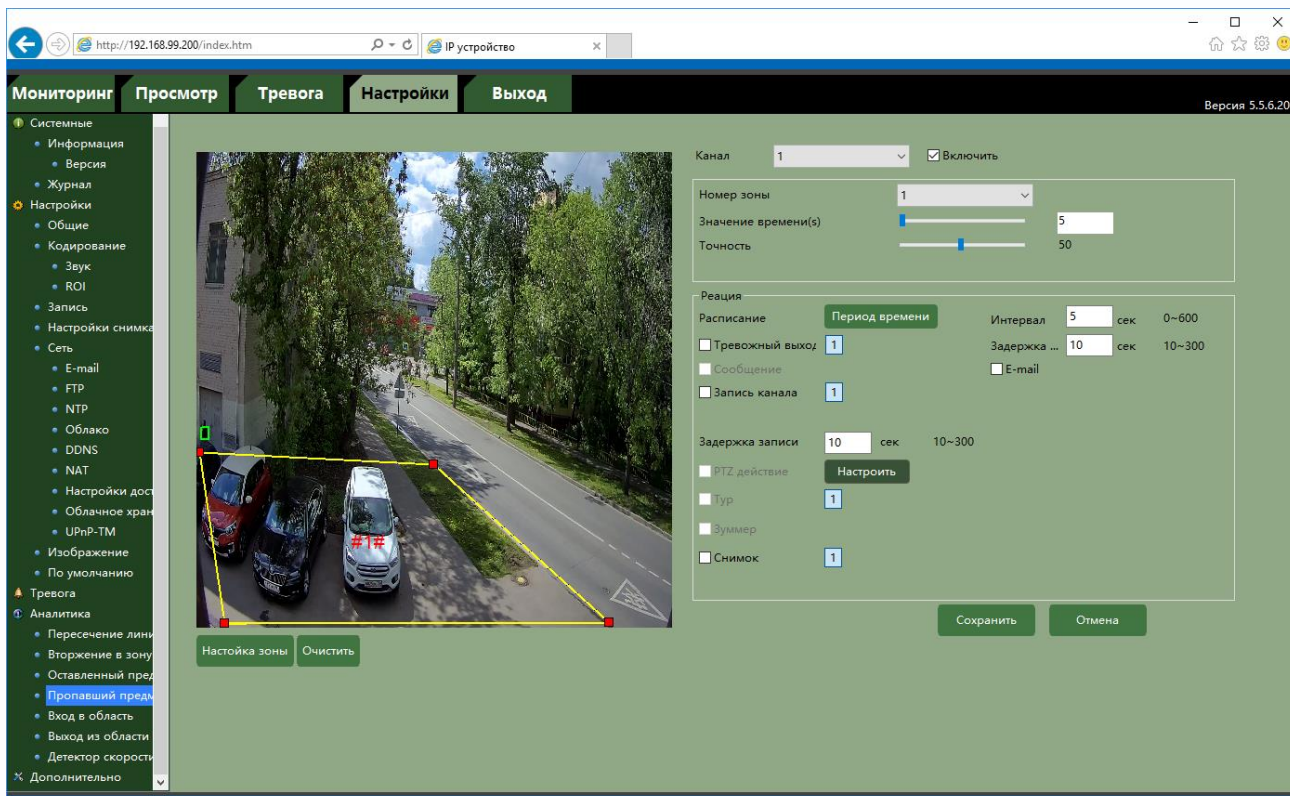 http://192.168.99.200/index.htm
IP устройство
Мониторинг Просмотр Тревога Настройки Выход
Версия 5.5.6.20
Системные
Информация
Версия
Журнал
Настройки
Общие
Кодирование
Звук
ROI
Запись
Настройки снимка
Сеть
E-mail
FTP
NTP
Облако
DDNS
NAT
Настройки дост
Облачное хран
UPnP-TM
Изображение
По умолчанию
Тревога
Аналитика
Пересечение лини
Вторжение в зону
Оставленный пред
Пропавший предм
Вход в область
Выход из области
Детектор скорости
Дополнительно
#1#
Настойка зоны Очистить
Канал 1 Включить
Номер зоны 1
Значение времени(s) 5
Точность 50
Реация
Расписание Период времени Интервал 5 сек 0~600
Тревожный выход 1 Задержка ... 10 сек 10~300
Сообщение E-mail
Запись канала 1
Задержка записи 10 сек 10~300
PTZ действие Настроить
Тур 1
Зуммер
Снимок 1
Сохранить Отмена